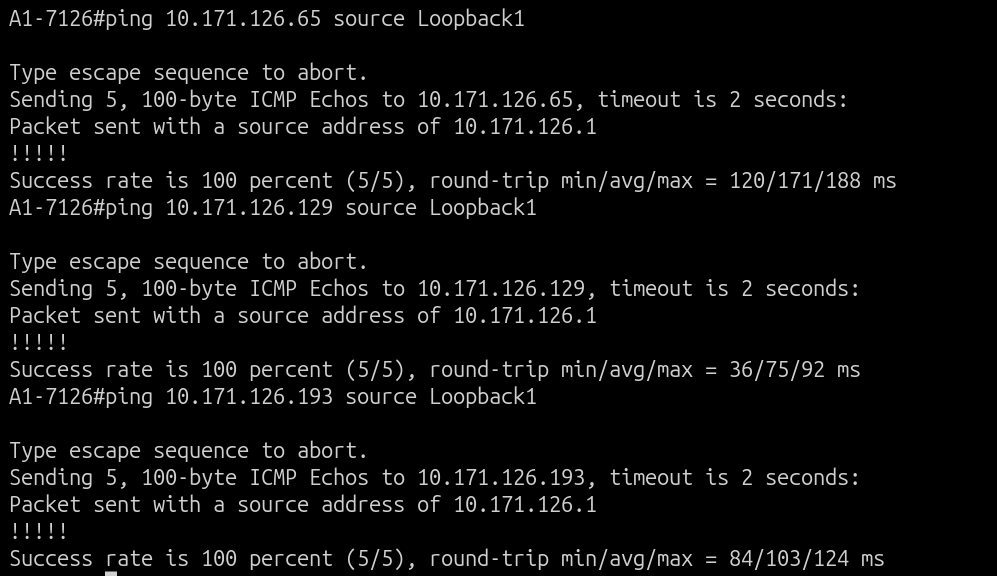 A1-7126#ping 10.171.126.65 source Loopback1
Type escape sequence to abort.
Sending 5, 100-byte ICMP Echos to 10.171.126.65, timeout is 2 seconds:
Packet sent with a source address of 10.171.126.1
!!!!!
Success rate is 100 percent (5/5), round-trip min/avg/max = 120/171/188 ms
A1-7126#ping 10.171.126.129 source Loopback1
Type escape sequence to abort.
Sending 5, 100-byte ICMP Echos to 10.171.126.129, timeout is 2 seconds:
Packet sent with a source address of 10.171.126.1
!!!!!
Success rate is 100 percent (5/5), round-trip min/avg/max = 36/75/92 ms
A1-7126#ping 10.171.126.193 source Loopback1
Type escape sequence to abort.
Sending 5, 100-byte ICMP Echos to 10.171.126.193, timeout is 2 seconds:
Packet sent with a source address of 10.171.126.1
!!!!!
Success rate is 100 percent (5/5), round-trip min/avg/max = 84/103/124 ms